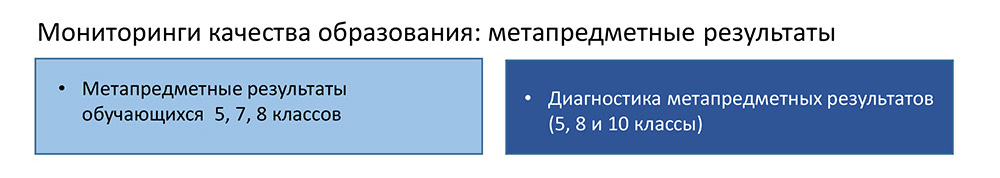 Мониторинги качества образования: метапредметные результаты
• Метапредметные результаты
обучающихся 5, 7, 8 классов
• Диагностика метапредметных результатов
(5, 8 и 10 классы)